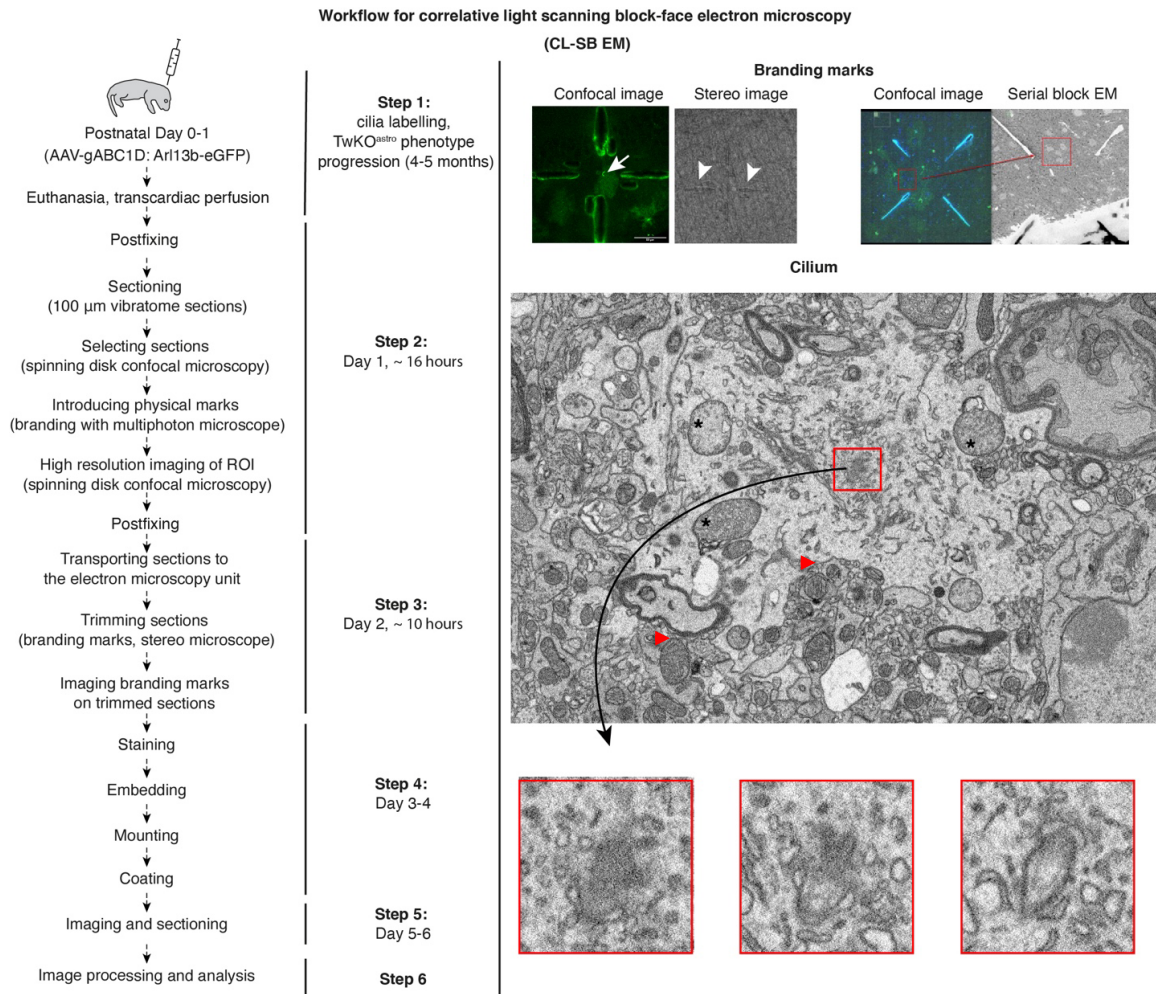 Workflow for correlative light scanning block-face electron microscopy
(CL-SB EM)
Postnatal Day 0-1
(AAV-gABC1D: Arl13b-eGFP)
Euthanasia, transcardiac perfusion
Postfixing
Sectioning
(100 µm vibratome sections)
Selecting sections
(spinning disk confocal microscopy)
Introducing physical marks
(branding with multiphoton microscope)
High resolution imaging of ROI
(spinning disk confocal microscopy)
Postfixing
Transporting sections to
the electron microscopy unit
Trimming sections
(branding marks, stereo microscope)
Imaging branding marks
on trimmed sections
Staining
Embedding
Mounting
Coating
Imaging and sectioning
Image processing and analysis
Step 1:
cilia labelling,
TwKOastro phenotype
progression (4-5 months)
Step 2:
Day 1, ~ 16 hours
Step 3:
Day 2, ~ 10 hours
Step 4:
Day 3-4
Step 5:
Day 5-6
Step 6
Branding marks
Confocal image
Stereo image
Confocal image
Serial block EM
Cilium
*
*
*